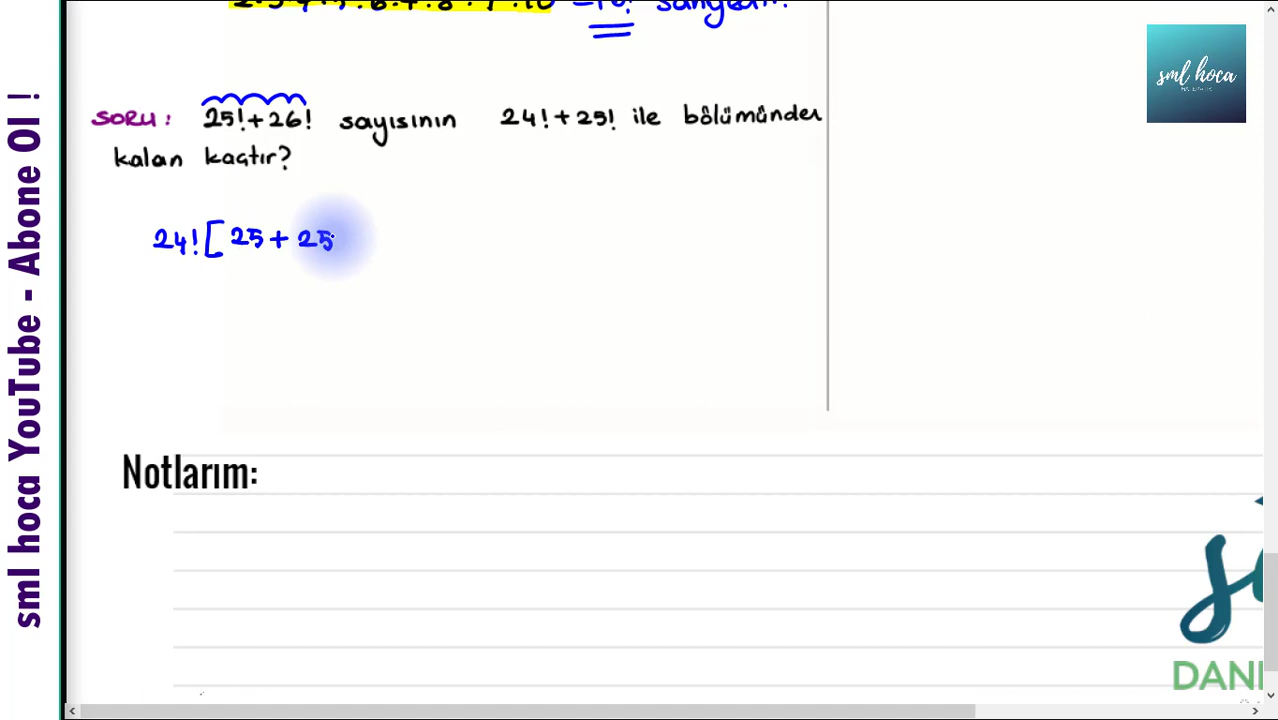 sml hoca YouTube - Abone Ol !
sml hoca
SORU: 25!+26! sayısının 24!+25! ile bölümünden
kalan kaçtır?
24![25+25
Notlarım:
DANI